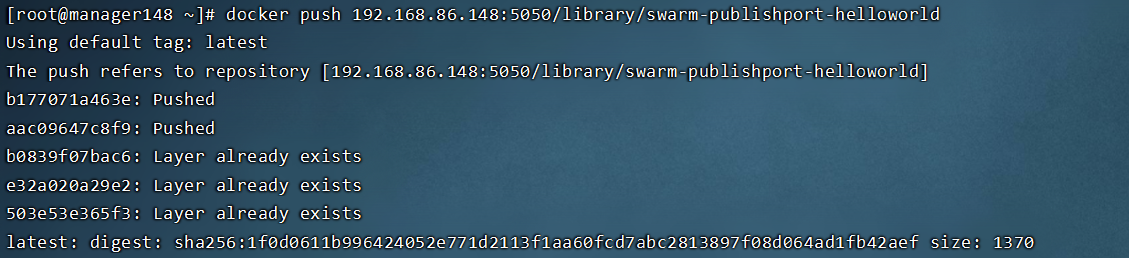 [root@manager148 ~]# docker push 192.168.86.148:5050/library/swarm-publishport-helloworld
Using default tag: latest
The push refers to repository [192.168.86.148:5050/library/swarm-publishport-helloworld]
b177071a463e: Pushed
aac09647c8f9: Pushed
b0839f07bac6: Layer already exists
e32a020a29e2: Layer already exists
503e53e365f3: Layer already exists
latest: digest: sha256:1f0d0611b996424052e771d2113f1aa60fcd7abc2813897f08d064ad1fb42aef size: 1370